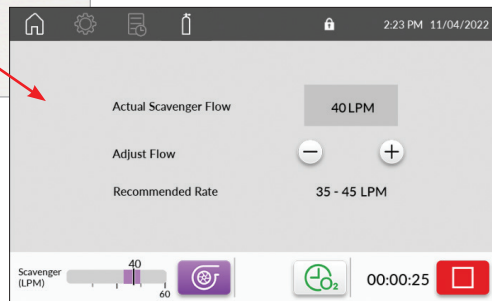 2:23 PM 11/04/2022
Actual Scavenger Flow 40 LPM
Adjust Flow − +
Recommended Rate 35 - 45 LPM
Scavenger
(LPM)
40
60
O₂
00:00:25